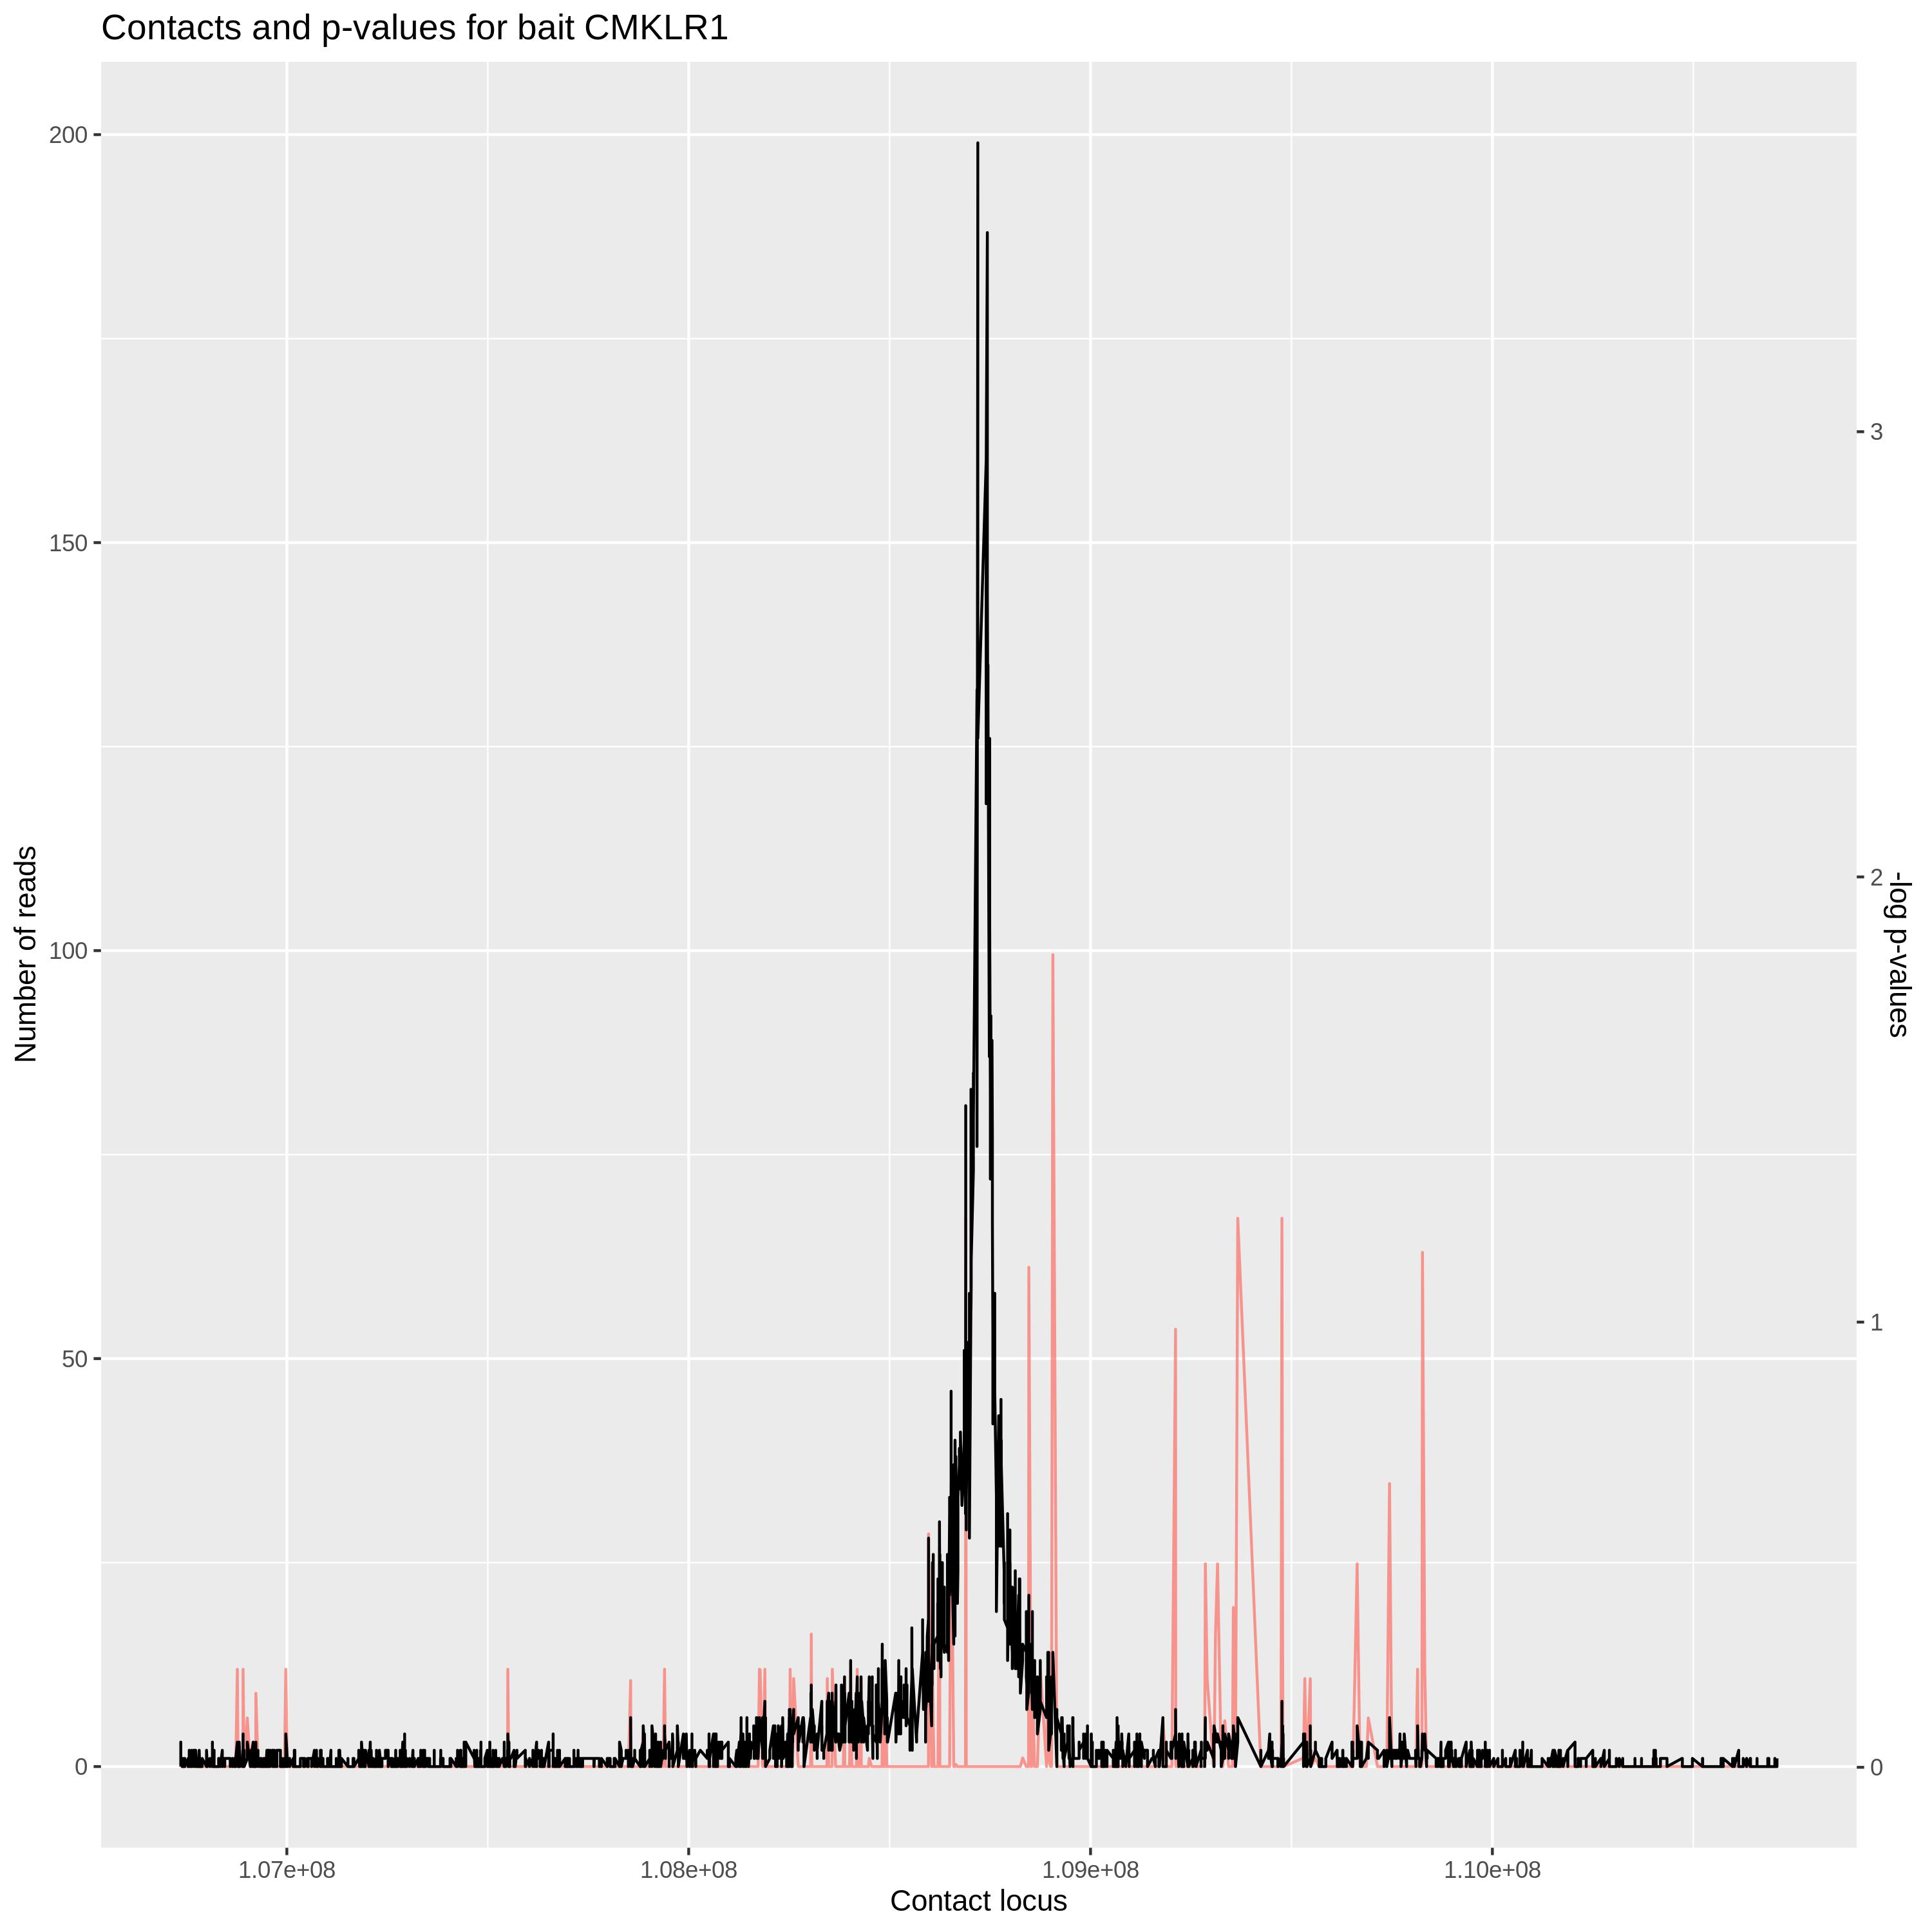 Contacts and p-values for bait CMKLR1
200
150
100
50
0
Number of reads
3
2
1
0
-log p-values
1.07e+08
1.08e+08
1.09e+08
1.10e+08
Contact locus